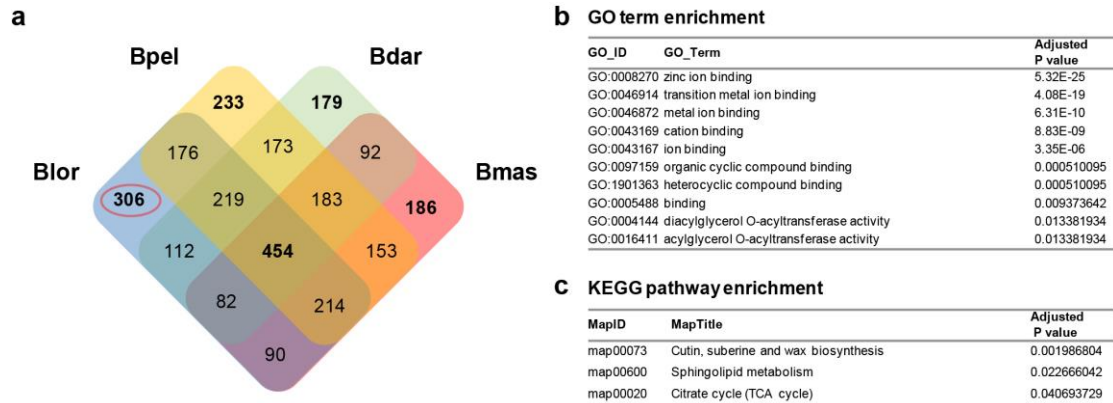 a
Bpel
Bdar
Blor
Bmas
233
179
176
173
92
306
219
183
186
112
454
153
82
214
90
b GO term enrichment
GO_ID GO_Term Adjusted P value
GO:0008270 zinc ion binding 5.32E-25
GO:0046914 transition metal ion binding 4.08E-19
GO:0046872 metal ion binding 6.31E-10
GO:0043169 cation binding 8.83E-09
GO:0043167 ion binding 3.35E-06
GO:0097159 organic cyclic compound binding 0.000510095
GO:1901363 heterocyclic compound binding 0.000510095
GO:0005488 binding 0.009373642
GO:0004144 diacylglycerol O-acyltransferase activity 0.013381934
GO:0016411 acylglycerol O-acyltransferase activity 0.013381934
c KEGG pathway enrichment
MapID MapTitle Adjusted P value
map00073 Cutin, suberine and wax biosynthesis 0.001986804
map00600 Sphingolipid metabolism 0.022666042
map00020 Citrate cycle (TCA cycle) 0.040693729